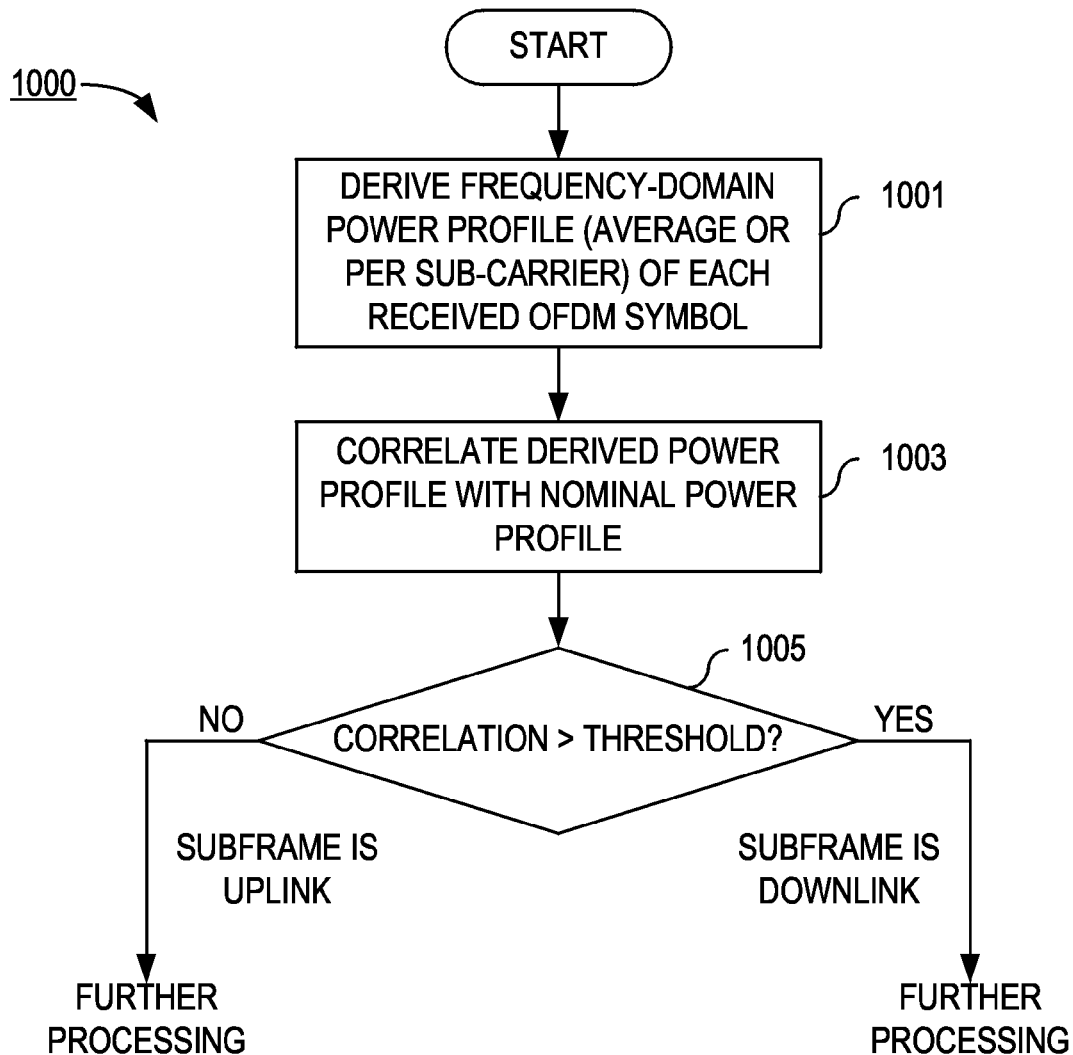 START
1000
DERIVE FREQUENCY-DOMAIN
POWER PROFILE (AVERAGE OR
PER SUB-CARRIER) OF EACH
RECEIVED OFDM SYMBOL
1001
CORRELATE DERIVED POWER
PROFILE WITH NOMINAL POWER
PROFILE
1003
1005
NO
CORRELATION > THRESHOLD?
YES
SUBFRAME IS
UPLINK
SUBFRAME IS
DOWNLINK
FURTHER
PROCESSING
FURTHER
PROCESSING